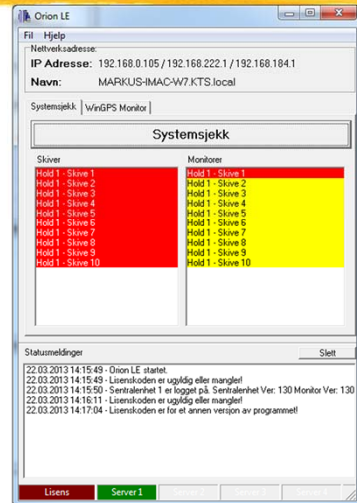 Orion LE
Fil Hjelp
Nettverksadresse:
IP Adresse: 192.168.0.105 / 192.168.222.1 / 192.168.184.1
Navn: MARKUS-IMAC-W7.KTS.local
Systemsjekk WinGPS Monitor
Systemsjekk
Skiver Monitorer
Hold 1 - Skive 1 Hold 1 - Skive 1
Hold 1 - Skive 2 Hold 1 - Skive 2
Hold 1 - Skive 3 Hold 1 - Skive 3
Hold 1 - Skive 4 Hold 1 - Skive 4
Hold 1 - Skive 5 Hold 1 - Skive 5
Hold 1 - Skive 6 Hold 1 - Skive 6
Hold 1 - Skive 7 Hold 1 - Skive 7
Hold 1 - Skive 8 Hold 1 - Skive 8
Hold 1 - Skive 9 Hold 1 - Skive 9
Hold 1 - Skive 10 Hold 1 - Skive 10
Statusmeldinger Slett
22.03.2013 14:15:49 - Orion LE startet.
22.03.2013 14:15:49 - Lisenskoden er ugyldig eller mangler!
22.03.2013 14:15:50 - Sentralenhet 1 er logget på. Sentralenhet Ver: 130 Monitor Ver: 130
22.03.2013 14:16:11 - Lisenskoden er ugyldig eller mangler!
22.03.2013 14:17:04 - Lisenskoden er for et annen versjon av programmet!
Lisens Server 1 Server 2 Server 3 Server 4